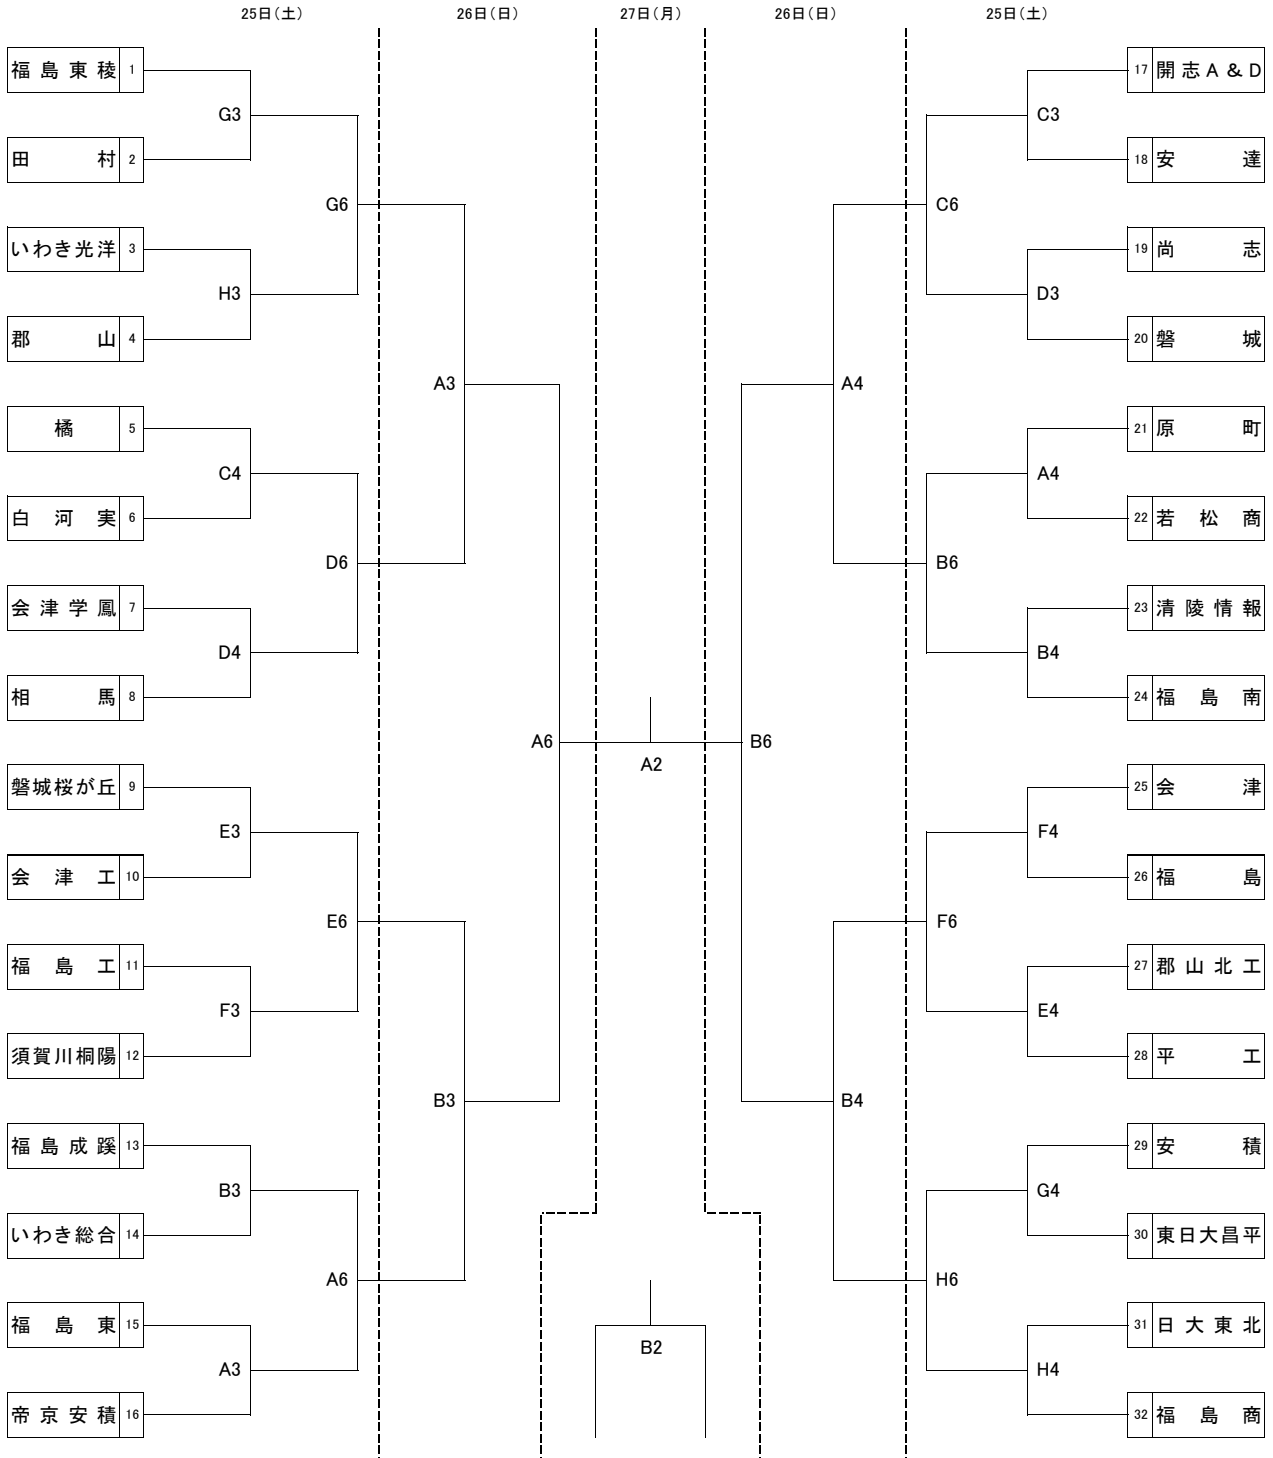 25日（土） 26日（日） 27日（月） 26日（日） 25日（土）
福島東稜 1 17 開志A＆D
G3 C3
田村 2 18 安達
G6 C6
いわき光洋 3 19 尚志
H3 D3
郡山 4 20 磐城
A3 A4
橘 5 21 原町
C4 A4
白河実 6 22 若松商
D6 B6
会津学鳳 7 23 清陵情報
D4 B4
相馬 8 24 福島南
A6 B6
A2
磐城桜が丘 9 25 会津
E3 F4
会津工 10 26 福島
E6 F6
福島工 11 27 郡山北工
F3 E4
須賀川桐陽 12 28 平工
B3 B4
福島成蹊 13 29 安積
B3 G4
いわき総合 14 30 東日大昌平
A6 H6
福島東 15 31 日大東北
B2
A3 H4
帝京安積 16 32 福島商